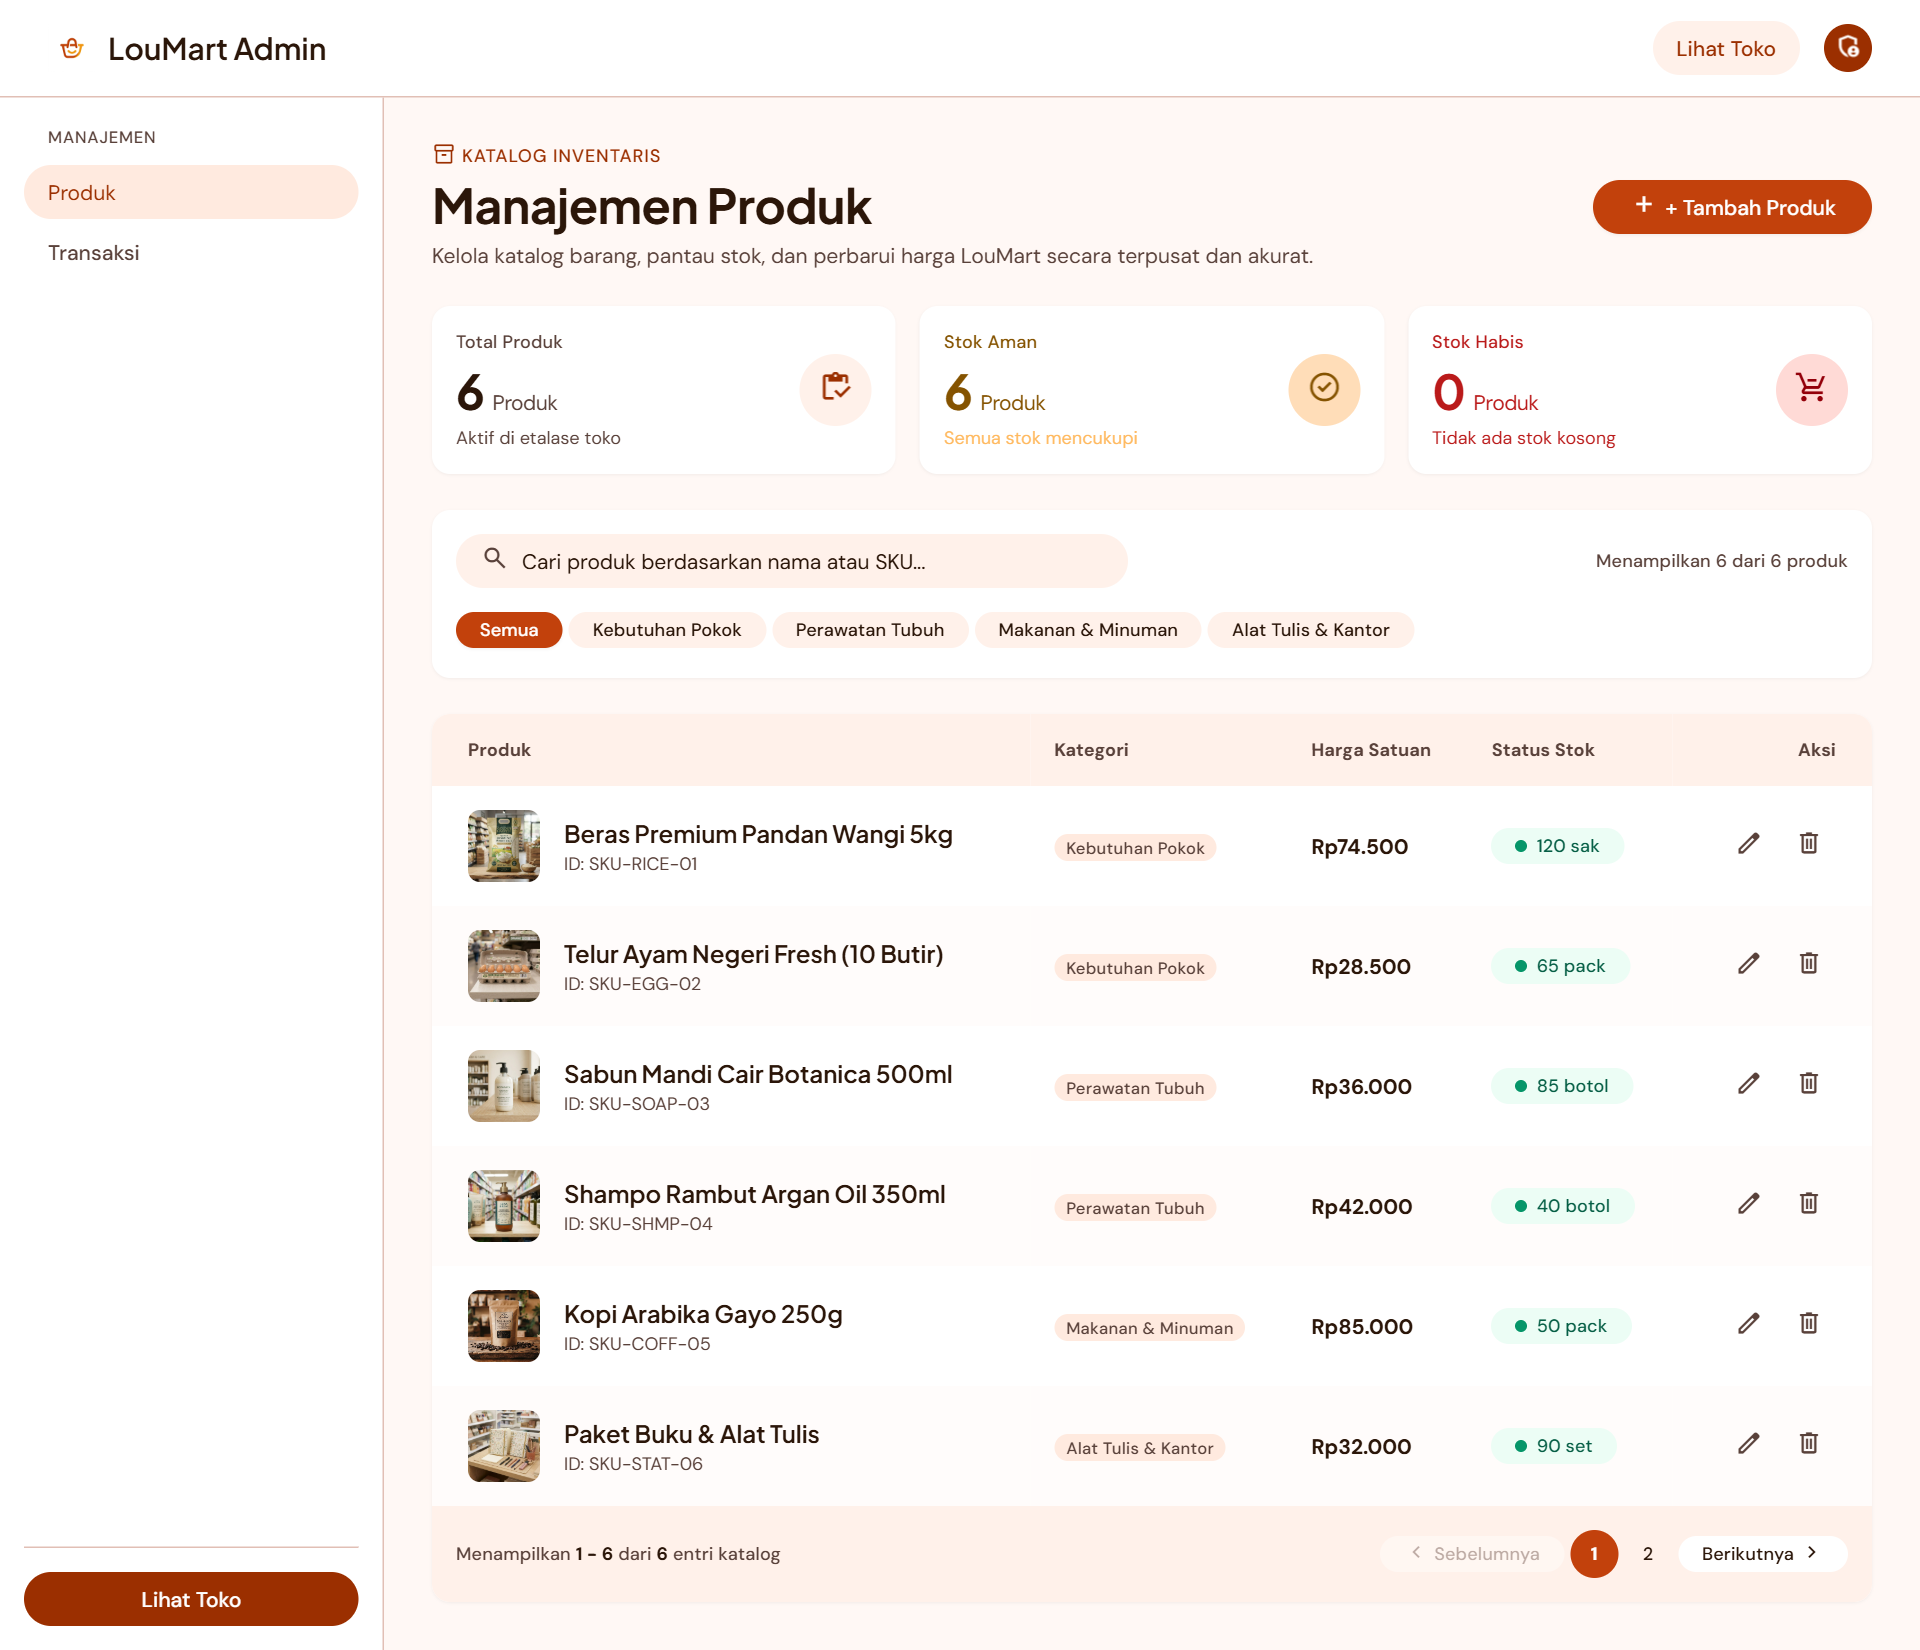 LouMart Admin
Lihat Toko
MANAJEMEN
Produk
Transaksi
Lihat Toko
KATALOG INVENTARIS
Manajemen Produk
Kelola katalog barang, pantau stok, dan perbarui harga LouMart secara terpusat dan akurat.
+ Tambah Produk
Total Produk
6 Produk
Aktif di etalase toko
Stok Aman
6 Produk
Semua stok mencukupi
Stok Habis
0 Produk
Tidak ada stok kosong
Cari produk berdasarkan nama atau SKU...
Menampilkan 6 dari 6 produk
Semua Kebutuhan Pokok Perawatan Tubuh Makanan & Minuman Alat Tulis & Kantor
Produk Kategori Harga Satuan Status Stok Aksi
Beras Premium Pandan Wangi 5kg
ID: SKU-RICE-01
Kebutuhan Pokok Rp74.500 120 sak
Telur Ayam Negeri Fresh (10 Butir)
ID: SKU-EGG-02
Kebutuhan Pokok Rp28.500 65 pack
Sabun Mandi Cair Botanica 500ml
ID: SKU-SOAP-03
Perawatan Tubuh Rp36.000 85 botol
Shampo Rambut Argan Oil 350ml
ID: SKU-SHMP-04
Perawatan Tubuh Rp42.000 40 botol
Kopi Arabika Gayo 250g
ID: SKU-COFF-05
Makanan & Minuman Rp85.000 50 pack
Paket Buku & Alat Tulis
ID: SKU-STAT-06
Alat Tulis & Kantor Rp32.000 90 set
Menampilkan 1 - 6 dari 6 entri katalog
Sebelumnya 1 2 Berikutnya